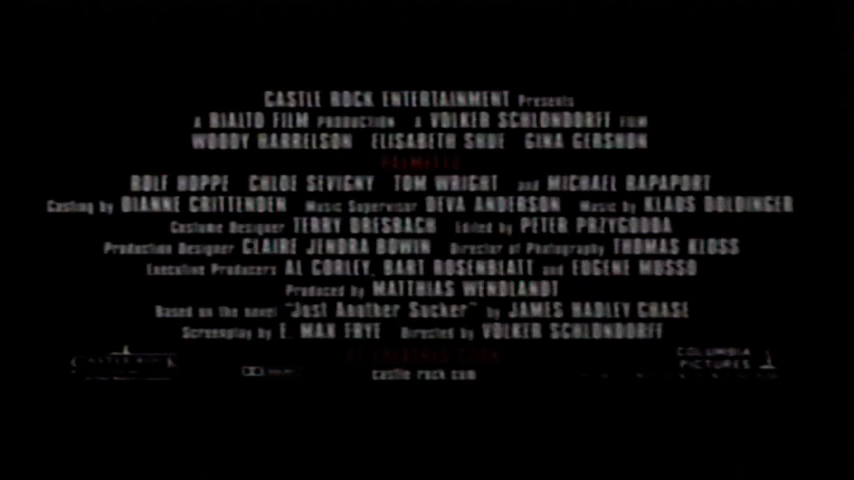 CASTLE ROCK ENTERTAINMENT Presents
A RIALTO FILM PRODUCTION A VOLKER SCHLONDORFF FILM
WOODY HARRELSON ELISABETH SHUE GINA GERSHON
PALMETTO
ROLF HOPPE CHLOE SEVIGNY TOM WRIGHT and MICHAEL RAPAPORT
Casting by DIANNE CRITTENDEN Music Supervisor DEVA ANDERSON Music by KLAUS DOLDINGER
Costume Designer TERRY DRESBACH Edited by PETER PRZYGODDA
Production Designer CLAIRE JENORA BOWIN Director of Photography THOMAS KLOSS
Executive Producers AL CORLEY, BART ROSENBLATT and EUGENE MUSSO
Produced by MATTHIAS WENDLANDT
Based on the novel "Just Another Sucker" by JAMES HADLEY CHASE
Screenplay by E. MAX FRYE Directed by VOLKER SCHLONDORFF
CASTLE ROCK
COLUMBIA
PICTURES
castle-rock.com